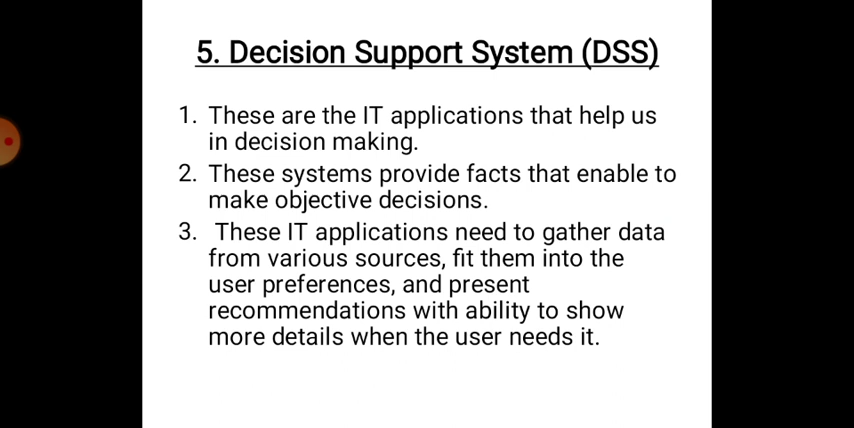 5. Decision Support System (DSS)
1. These are the IT applications that help us
in decision making.
2. These systems provide facts that enable to
make objective decisions.
3. These IT applications need to gather data
from various sources, fit them into the
user preferences, and present
recommendations with ability to show
more details when the user needs it.